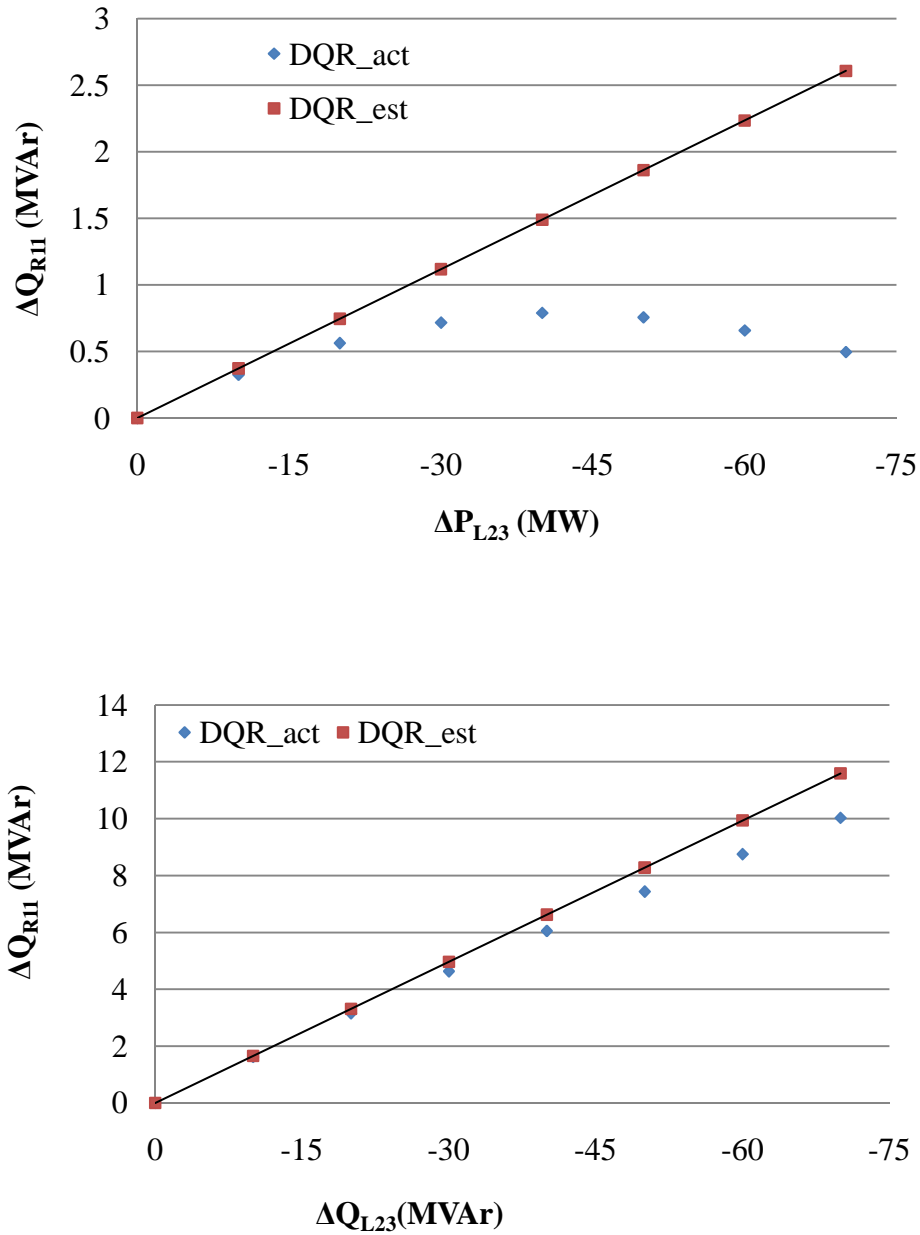 3
2.5
2
1.5
1
0.5
0
DQR_act
DQR_est
ΔQR11 (MVAr)
0 -15 -30 -45 -60 -75
ΔPL23 (MW)
14
12
10
8
6
4
2
0
DQR_act DQR_est
ΔQR11 (MVAr)
0 -15 -30 -45 -60 -75
ΔQL23(MVAr)